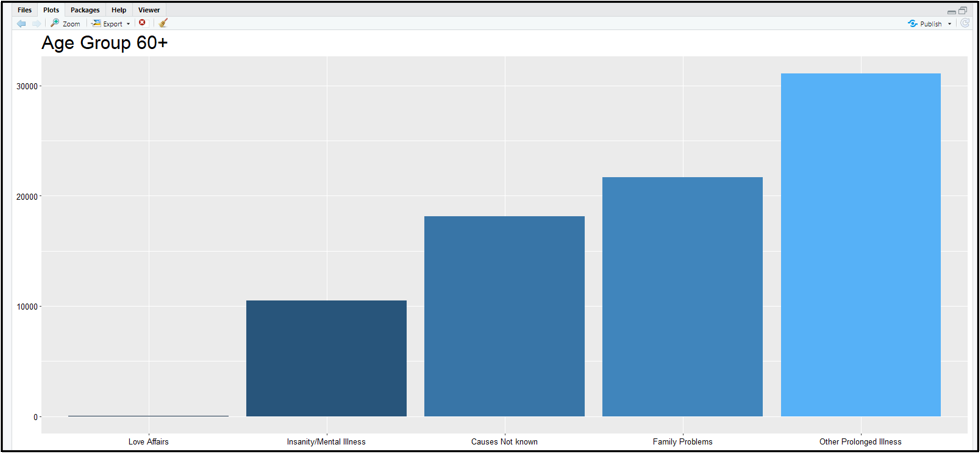 Files Plots Packages Help Viewer
Zoom Export Publish
Age Group 60+
30000
20000
10000
0
Love Affairs Insanity/Mental Illness Causes Not known Family Problems Other Prolonged Illness